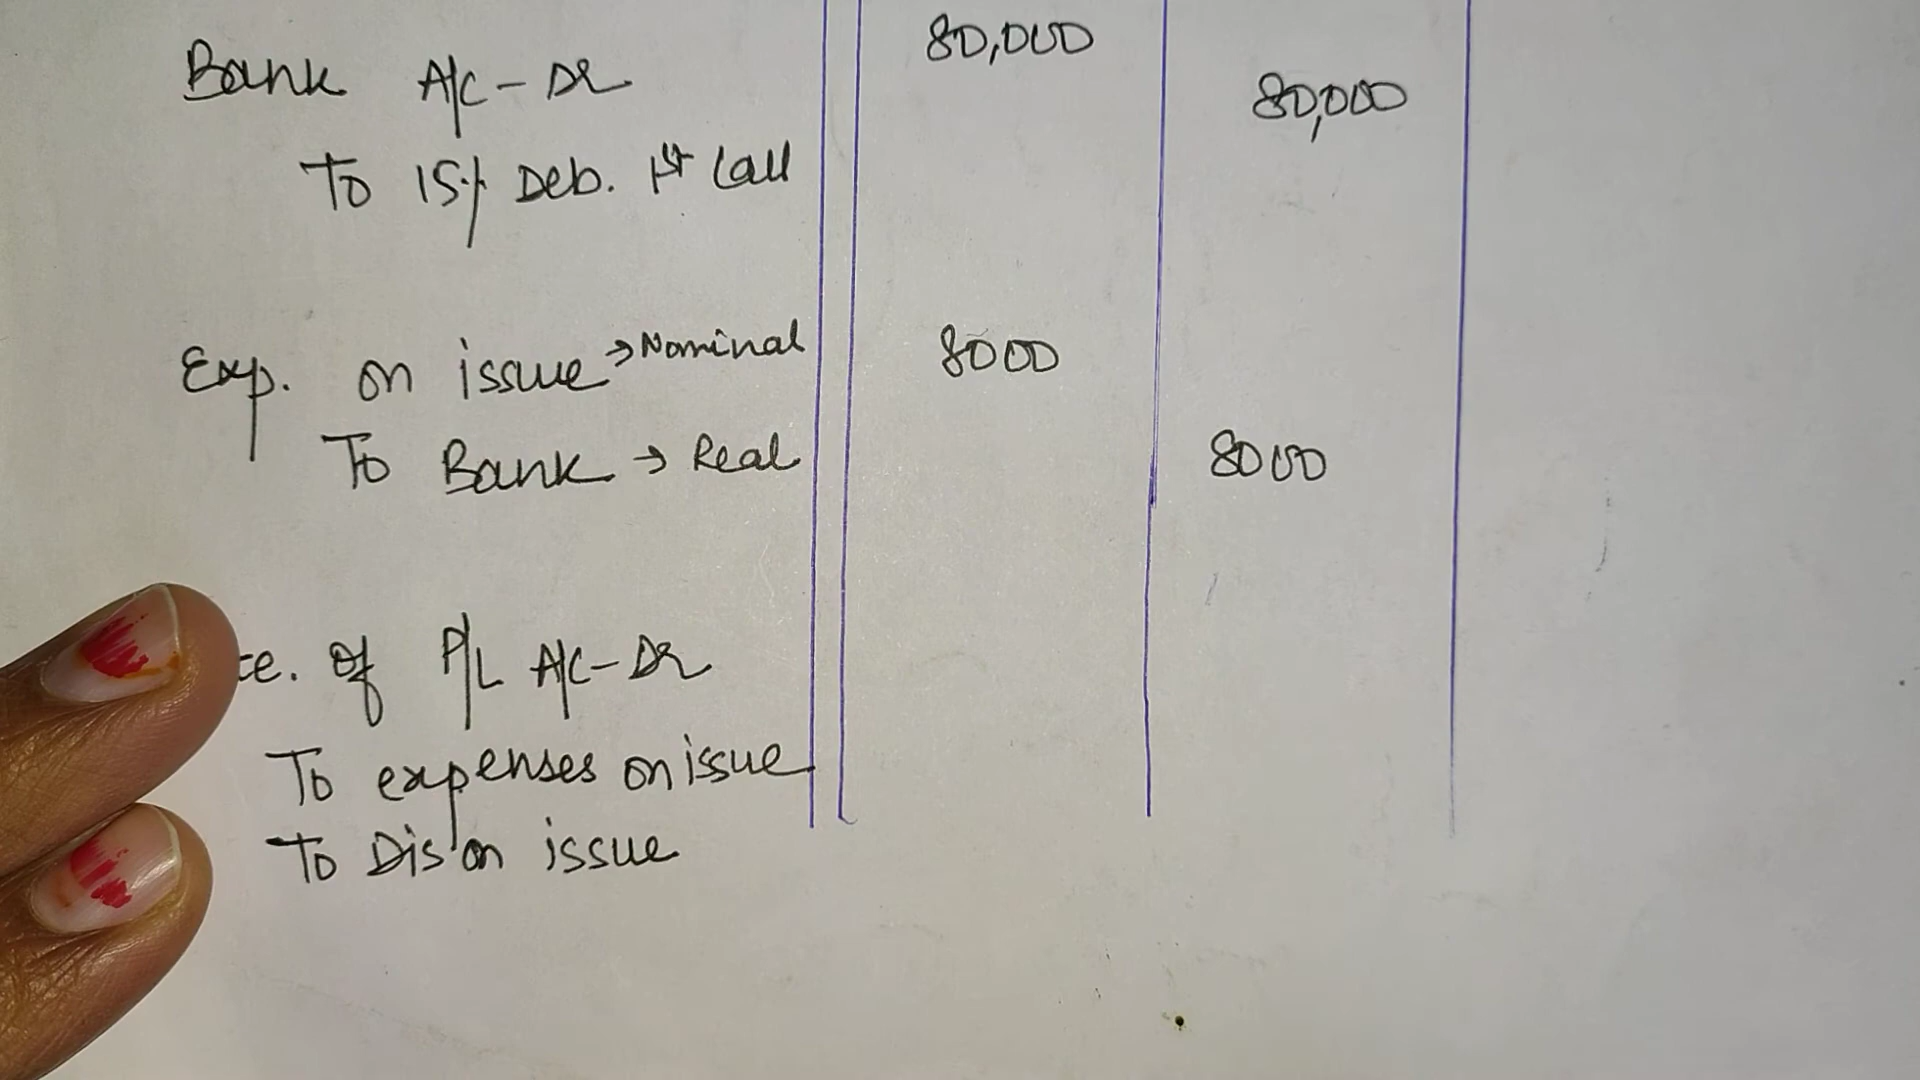 Bank A/C - Dr 80,000
To 15% Deb. 1st Call 80,000
Exp. on issue → Nominal 8000
To Bank → Real 8000
te. of P/L A/C - Dr
To expenses on issue
To Dis on issue